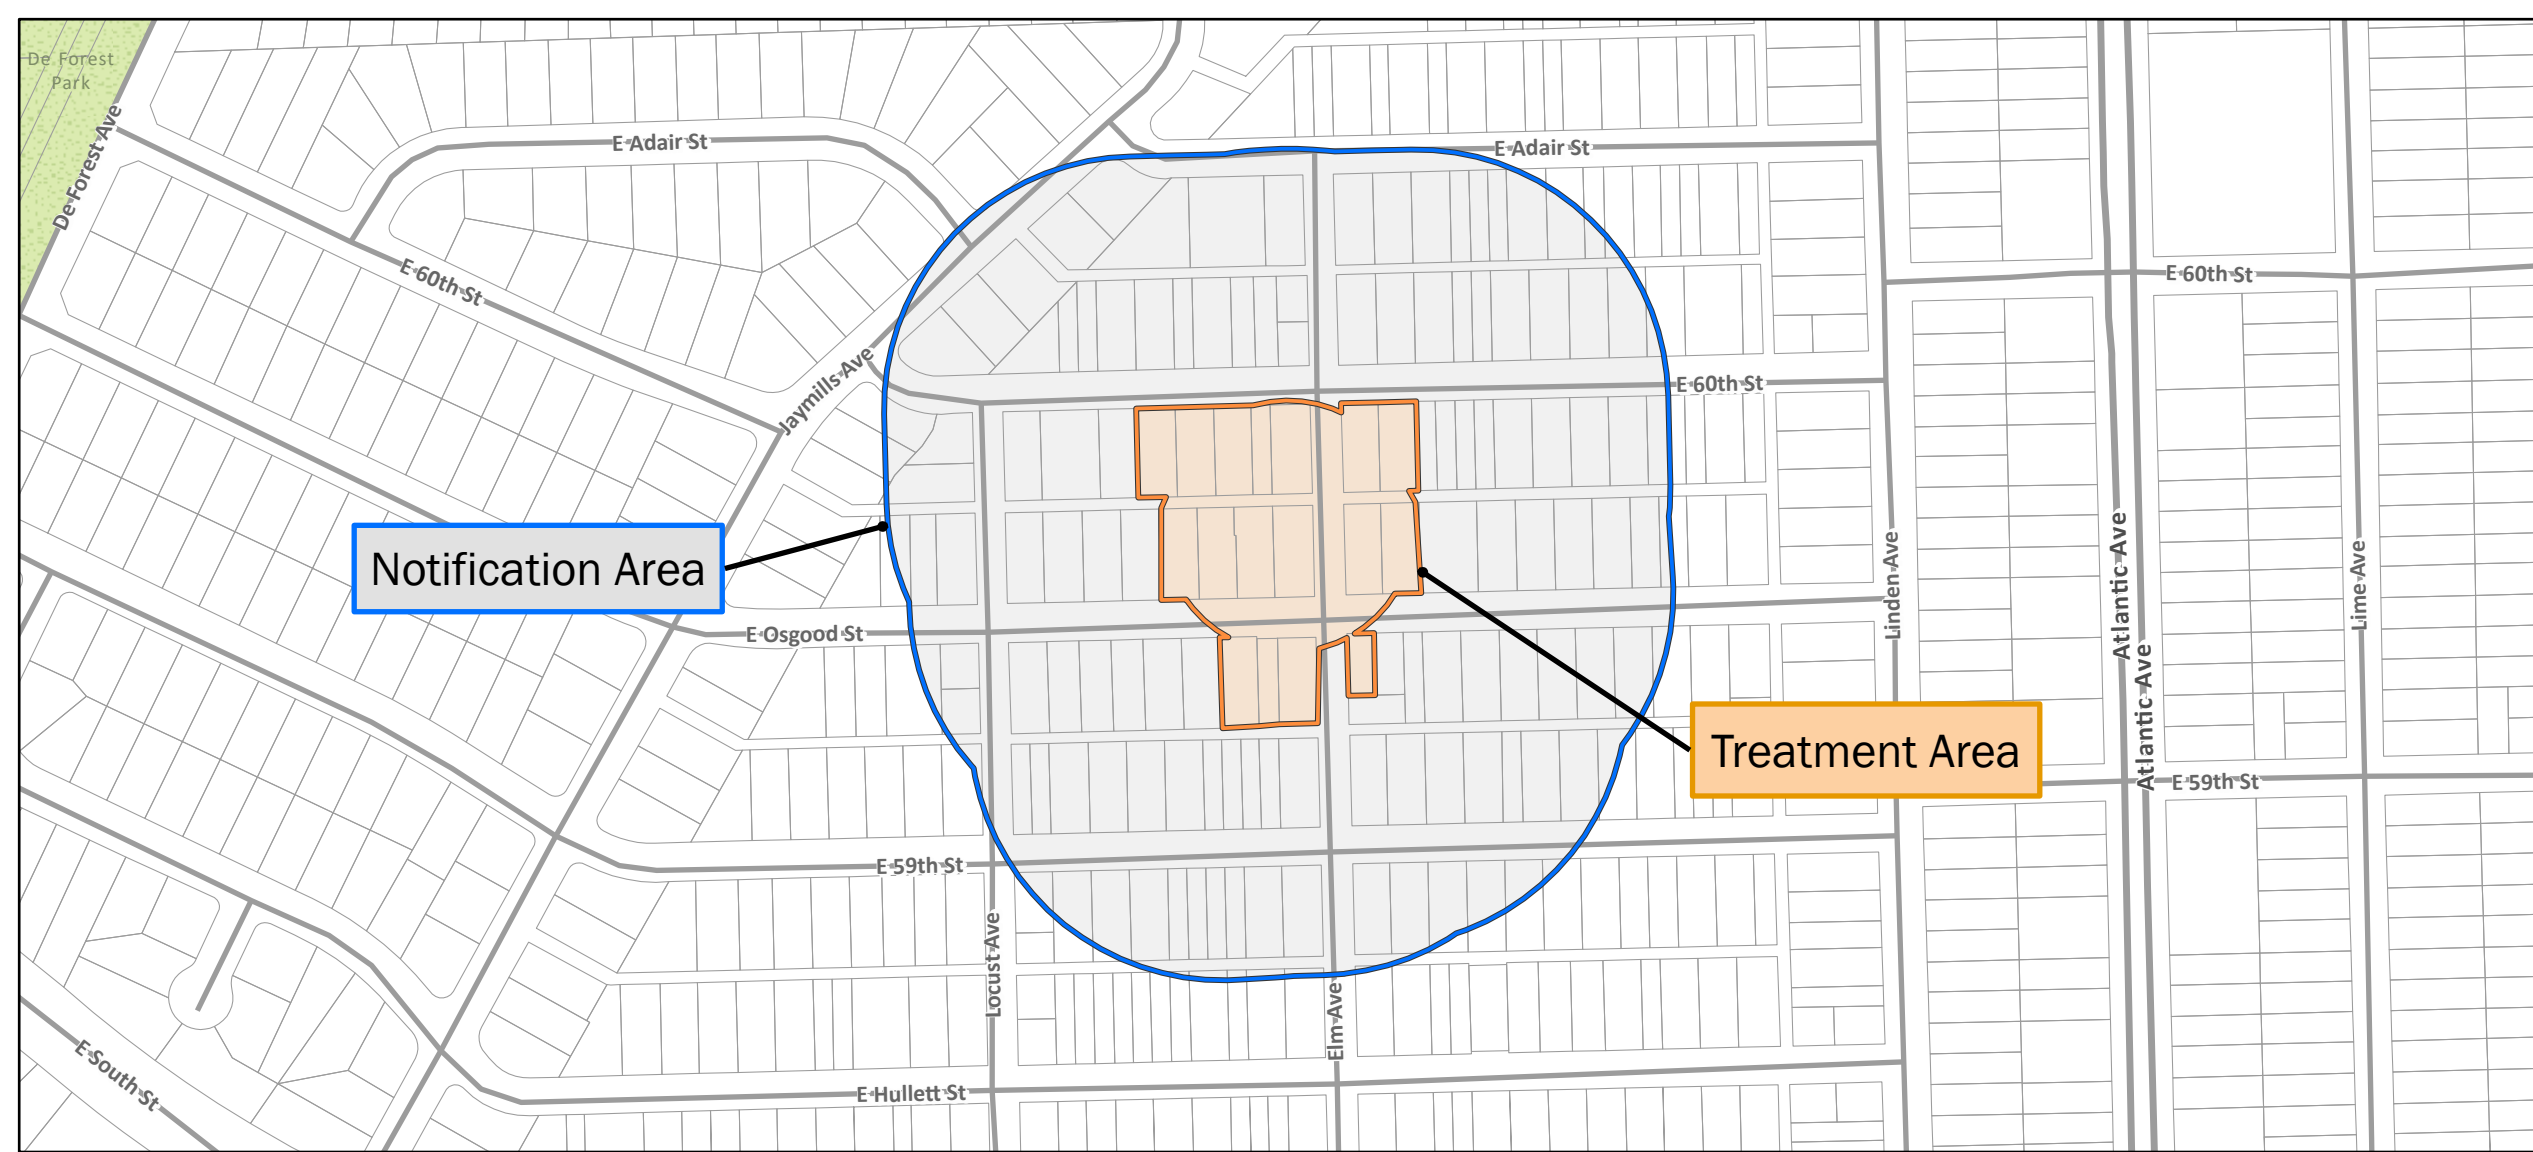 De Forest
Park
De Forest Ave
E Adair St
E Adair St
E 60th St
E 60th St
E 60th St
Jaymills Ave
Notification Area
E Osgood St
Linden Ave
Atlantic Ave
Atlantic Ave
Lime Ave
Treatment Area
E 59th St
E 59th St
Locust Ave
Elm Ave
E South St
E Hullett St